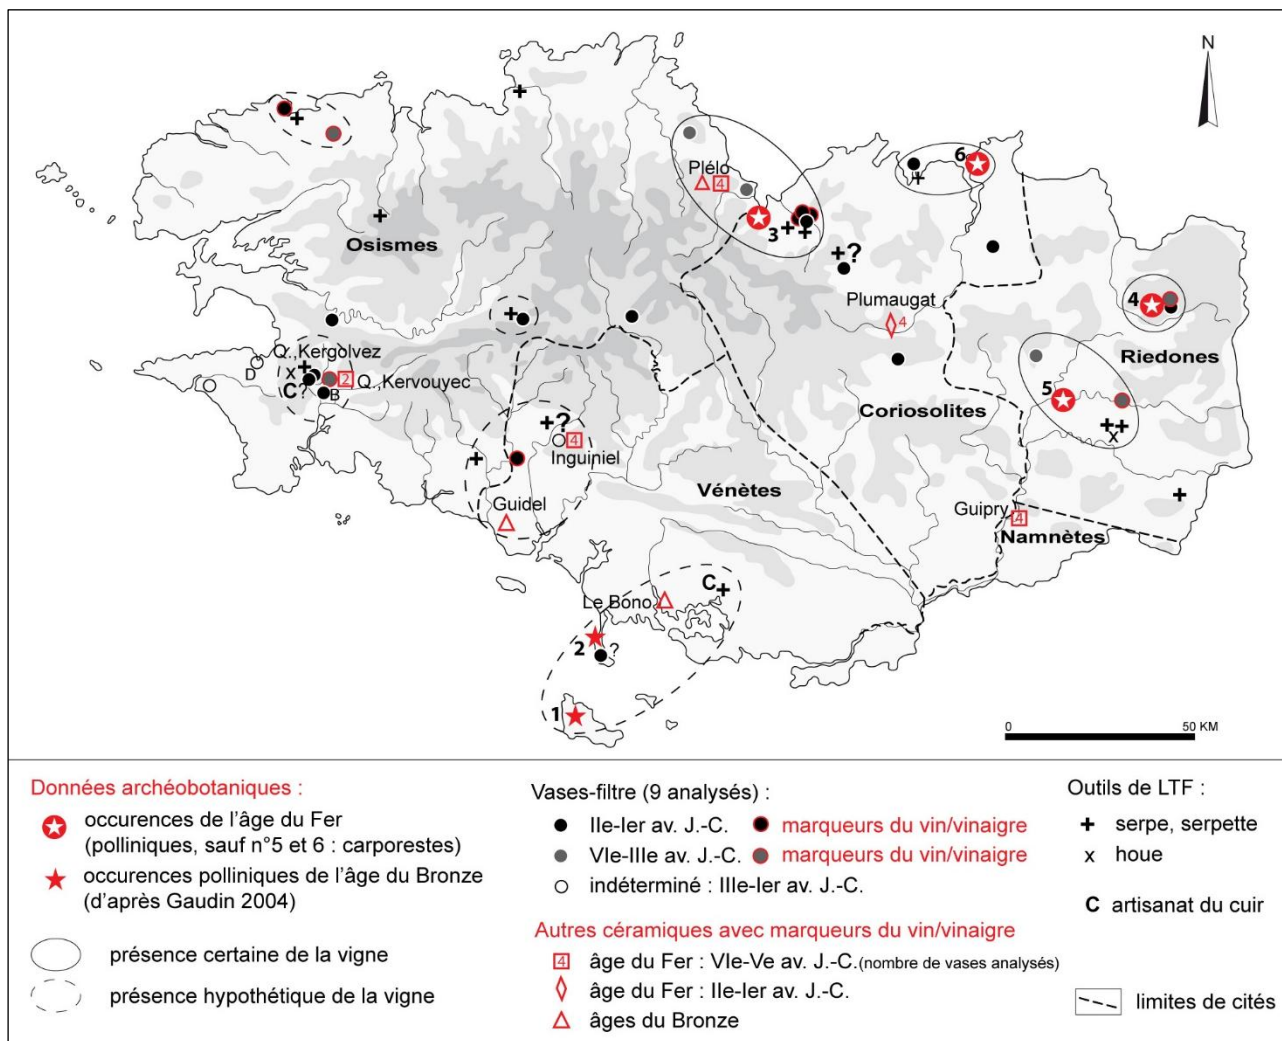 N
6
Plélo
4
3
?
Osismes
Plumaugat
4
4
Riedones
Q.,Kergolvez
D
x
C?
2
Q.,Kervouyec
B
5
Coriosolites
x
?
4
Inguiniel
Vénètes
Guidel
Guipry
4
Namnètes
C
Le Bono
2
?
1
0
50 KM
Données archéobotaniques :
occurences de l'âge du Fer
(polliniques, sauf n°5 et 6 : carporestes)
occurences polliniques de l'âge du Bronze
(d'après Gaudin 2004)
présence certaine de la vigne
présence hypothétique de la vigne
Vases-filtre (9 analysés) :
IIe-Ier av. J.-C.
marqueurs du vin/vinaigre
VIe-IIIe av. J.-C.
marqueurs du vin/vinaigre
indéterminé : IIIe-Ier av. J.-C.
Autres céramiques avec marqueurs du vin/vinaigre
4 âge du Fer : VIe-Ve av. J.-C.(nombre de vases analysés)
âge du Fer : IIe-Ier av. J.-C.
âges du Bronze
Outils de LTF :
+ serpe, serpette
x houe
C artisanat du cuir
limites de cités